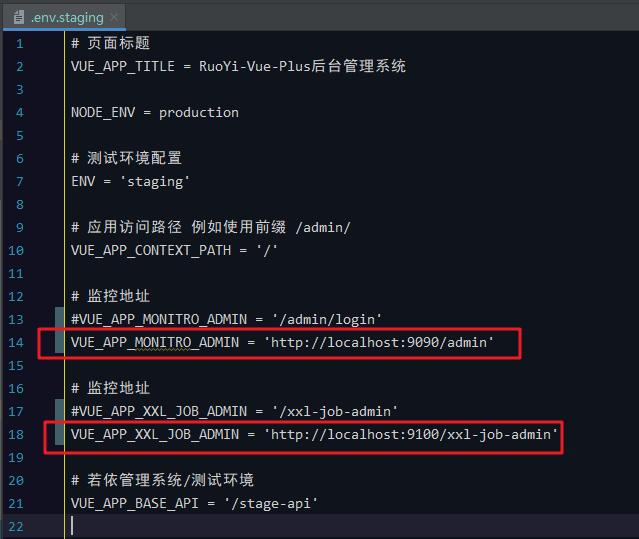 .env.staging
1 # 页面标题
2 VUE_APP_TITLE = RuoYi-Vue-Plus后台管理系统
3
4 NODE_ENV = production
5
6 # 测试环境配置
7 ENV = 'staging'
8
9 # 应用访问路径 例如使用前缀 /admin/
10 VUE_APP_CONTEXT_PATH = '/'
11
12 # 监控地址
13 #VUE_APP_MONITRO_ADMIN = '/admin/login'
14 VUE_APP_MONITRO_ADMIN = 'http://localhost:9090/admin'
15
16 # 监控地址
17 #VUE_APP_XXL_JOB_ADMIN = '/xxl-job-admin'
18 VUE_APP_XXL_JOB_ADMIN = 'http://localhost:9100/xxl-job-admin'
19
20 # 若依管理系统/测试环境
21 VUE_APP_BASE_API = '/stage-api'
22